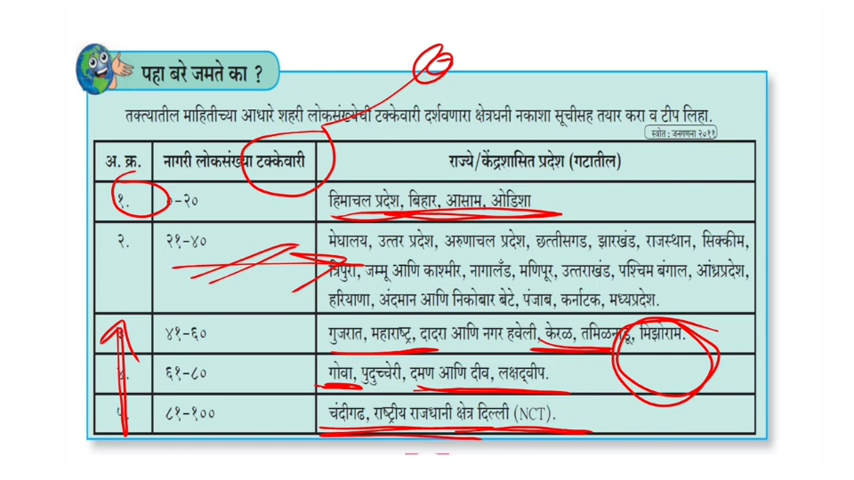 पहा बरे जमते का ?
तक्त्यातील माहितीच्या आधारे शहरी लोकसंख्येची टक्केवारी दर्शवणारा क्षेत्रघनी नकाशा सूचीसह तयार करा व टीप लिहा.
स्त्रोत : जनगणना २०११
अ. क्र. नागरी लोकसंख्या टक्केवारी राज्ये/केंद्रशासित प्रदेश (गटातील)
१. ०-२० हिमाचल प्रदेश, बिहार, आसाम, ओडिशा
२. २१-४० मेघालय, उत्तर प्रदेश, अरुणाचल प्रदेश, छत्तीसगड, झारखंड, राजस्थान, सिक्कीम,
त्रिपुरा, जम्मू आणि काश्मीर, नागालँड, मणिपूर, उत्तराखंड, पश्चिम बंगाल, आंध्रप्रदेश,
हरियाणा, अंदमान आणि निकोबार बेटे, पंजाब, कर्नाटक, मध्यप्रदेश.
३. ४१-६० गुजरात, महाराष्ट्र, दादरा आणि नगर हवेली, केरळ, तमिळनाडू, मिझोराम.
४. ६१-८० गोवा, पुदुच्चेरी, दमण आणि दीव, लक्षद्वीप.
५. ८१-१०० चंदीगढ, राष्ट्रीय राजधानी क्षेत्र दिल्ली (NCT).